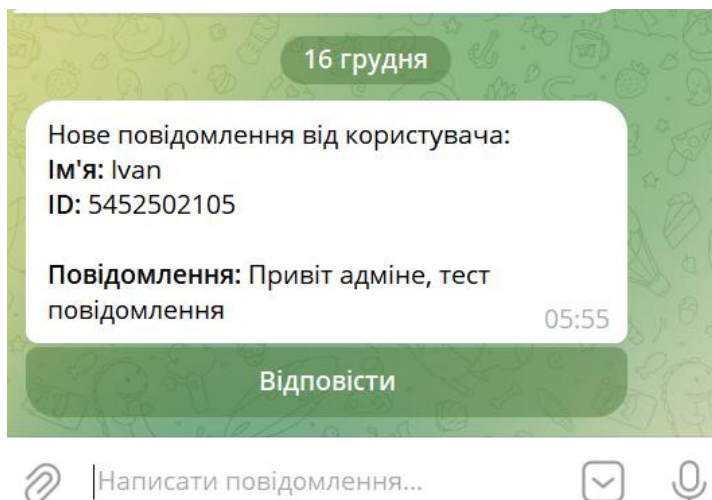 16 грудня
Нове повідомлення від користувача:
Ім'я: Ivan
ID: 5452502105
Повідомлення: Привіт адміне, тест
повідомлення
05:55
Відповісти
Написати повідомлення...